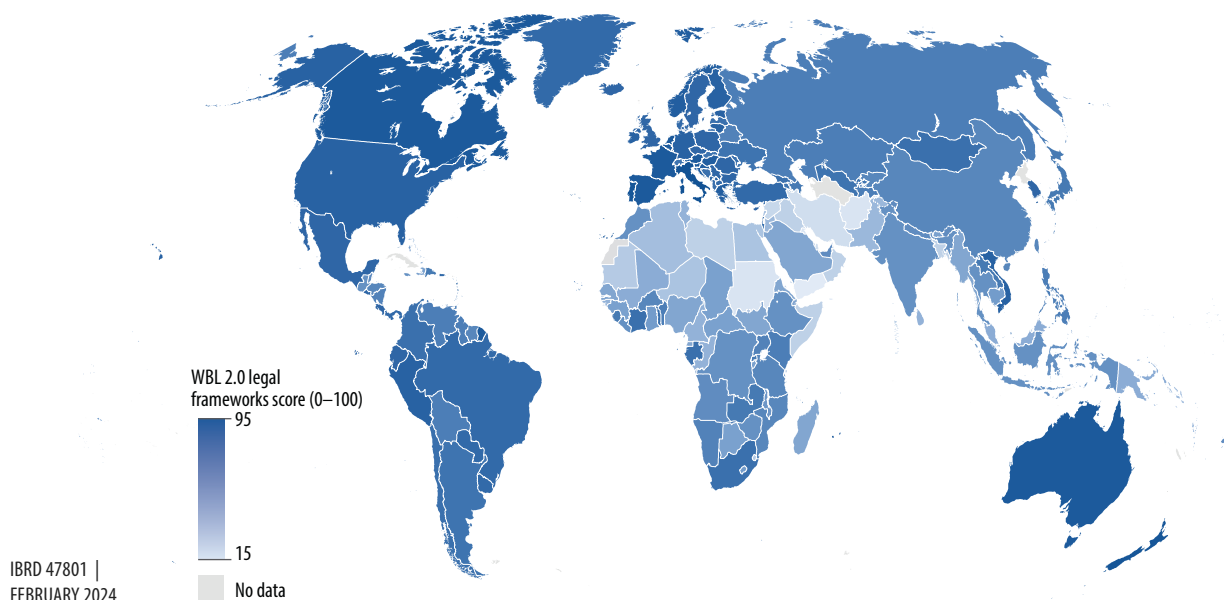 WBL 2.0 legal
frameworks score (0–100)
95
15
No data
IBRD 47801 |
FEBRUARY 2024